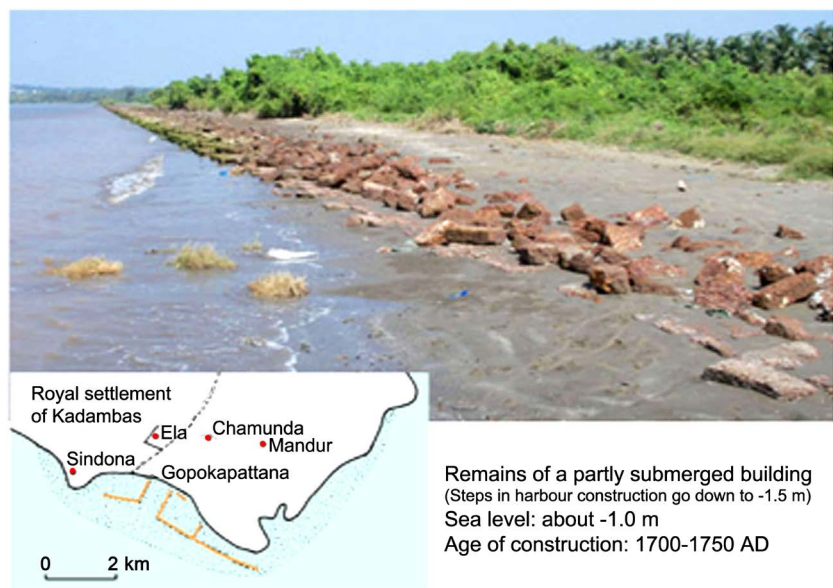 Royal settlement
of Kadambas
Ela
Chamunda
Mandur
Sindona
Gopokapattana
0 2 km
Remains of a partly submerged building
(Steps in harbour construction go down to -1.5 m)
Sea level: about -1.0 m
Age of construction: 1700-1750 AD